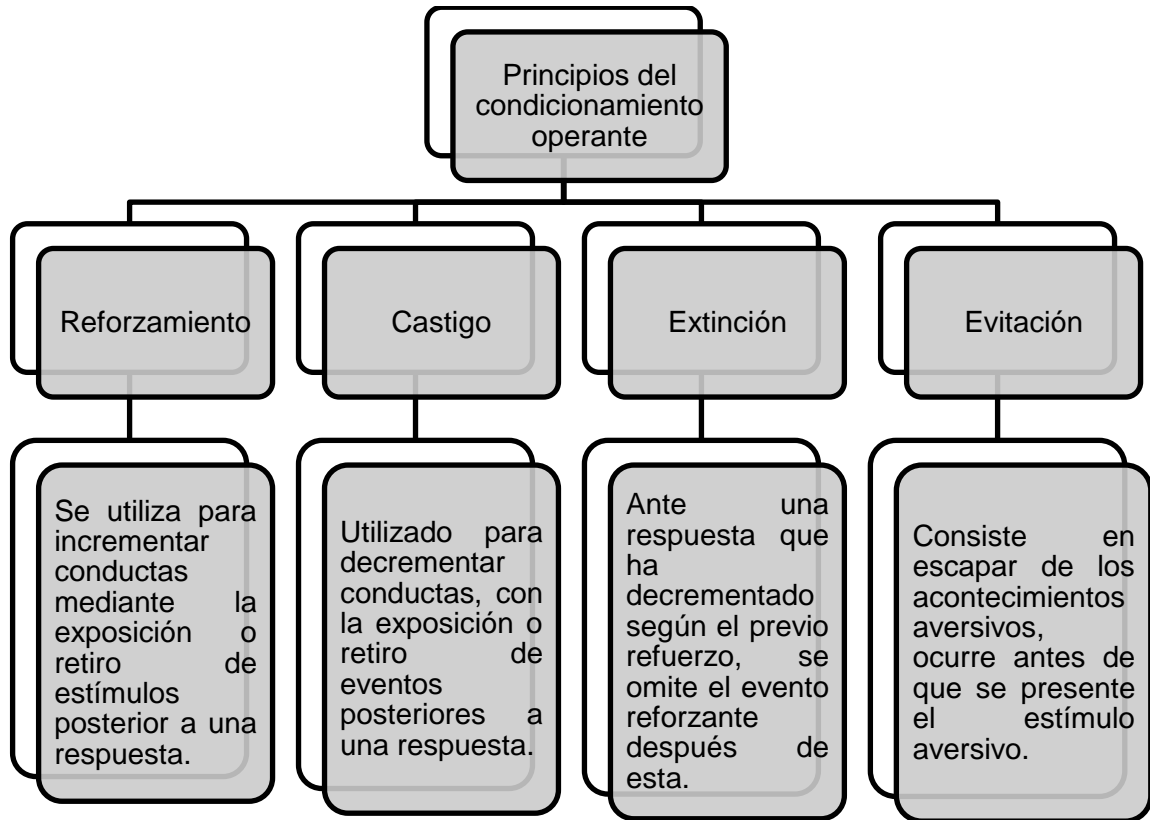 Principios del
condicionamiento
operante
Reforzamiento
Castigo
Extinción
Evitación
Se utiliza para
incrementar
conductas
mediante la
exposición o
retiro de
estímulos
posterior a una
respuesta.
Utilizado para
decrementar
conductas, con
la exposición o
retiro de
eventos
posteriores a
una respuesta.
Ante una
respuesta que
ha
decrementado
según el previo
refuerzo, se
omite el evento
reforzante
después de
esta.
Consiste en
escapar de los
acontecimientos
aversivos,
ocurre antes de
que se presente
el estímulo
aversivo.